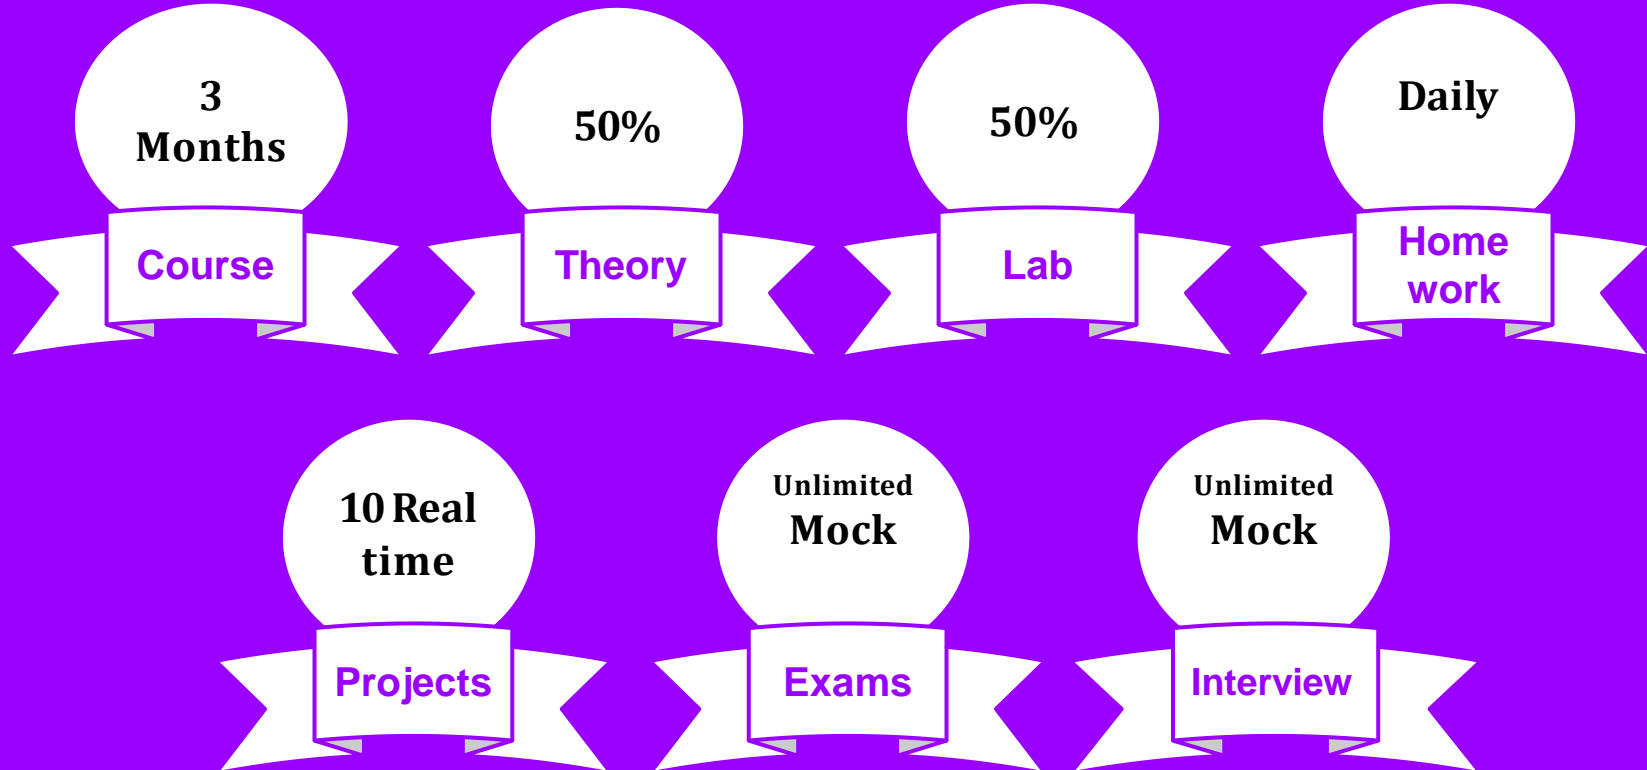 3
Months
Course
50%
Theory
50%
Lab
Daily
Home
work
10 Real
time
Projects
Unlimited
Mock
Exams
Unlimited
Mock
Interview